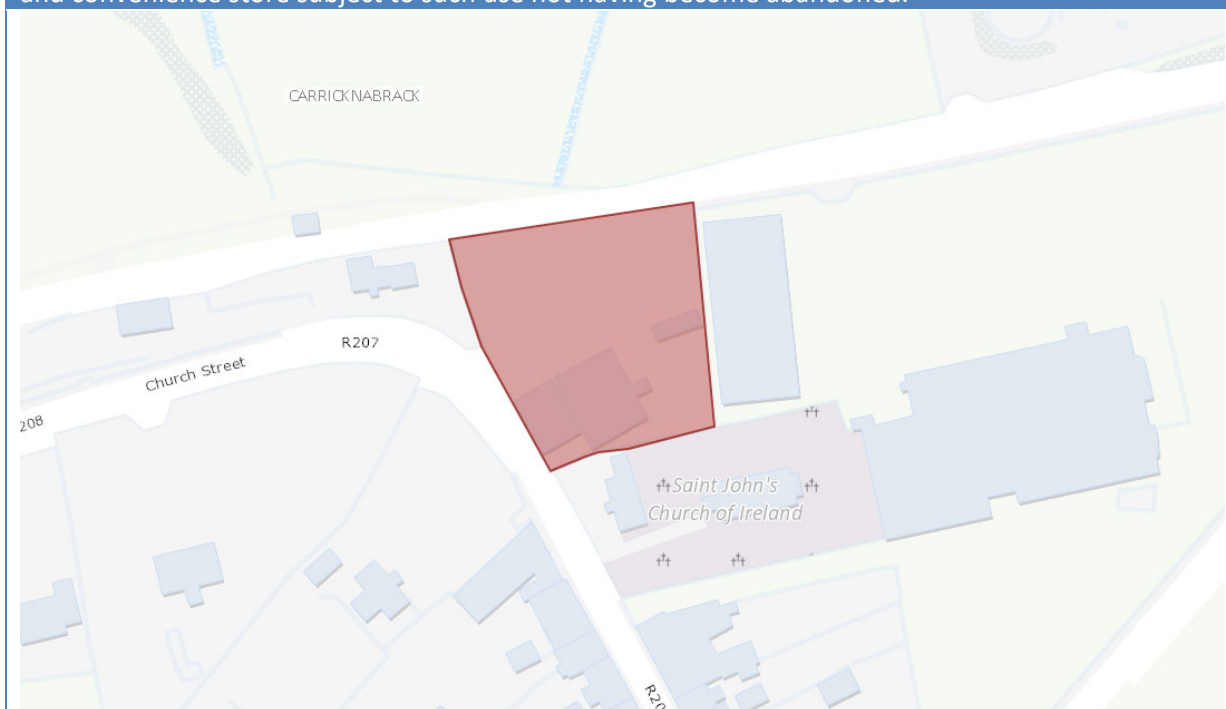 and convenience store subject to such use not having become abandoned.
CARRICKNABRACK
R207
Church Street
208
Saint John's
Church of Ireland
R20